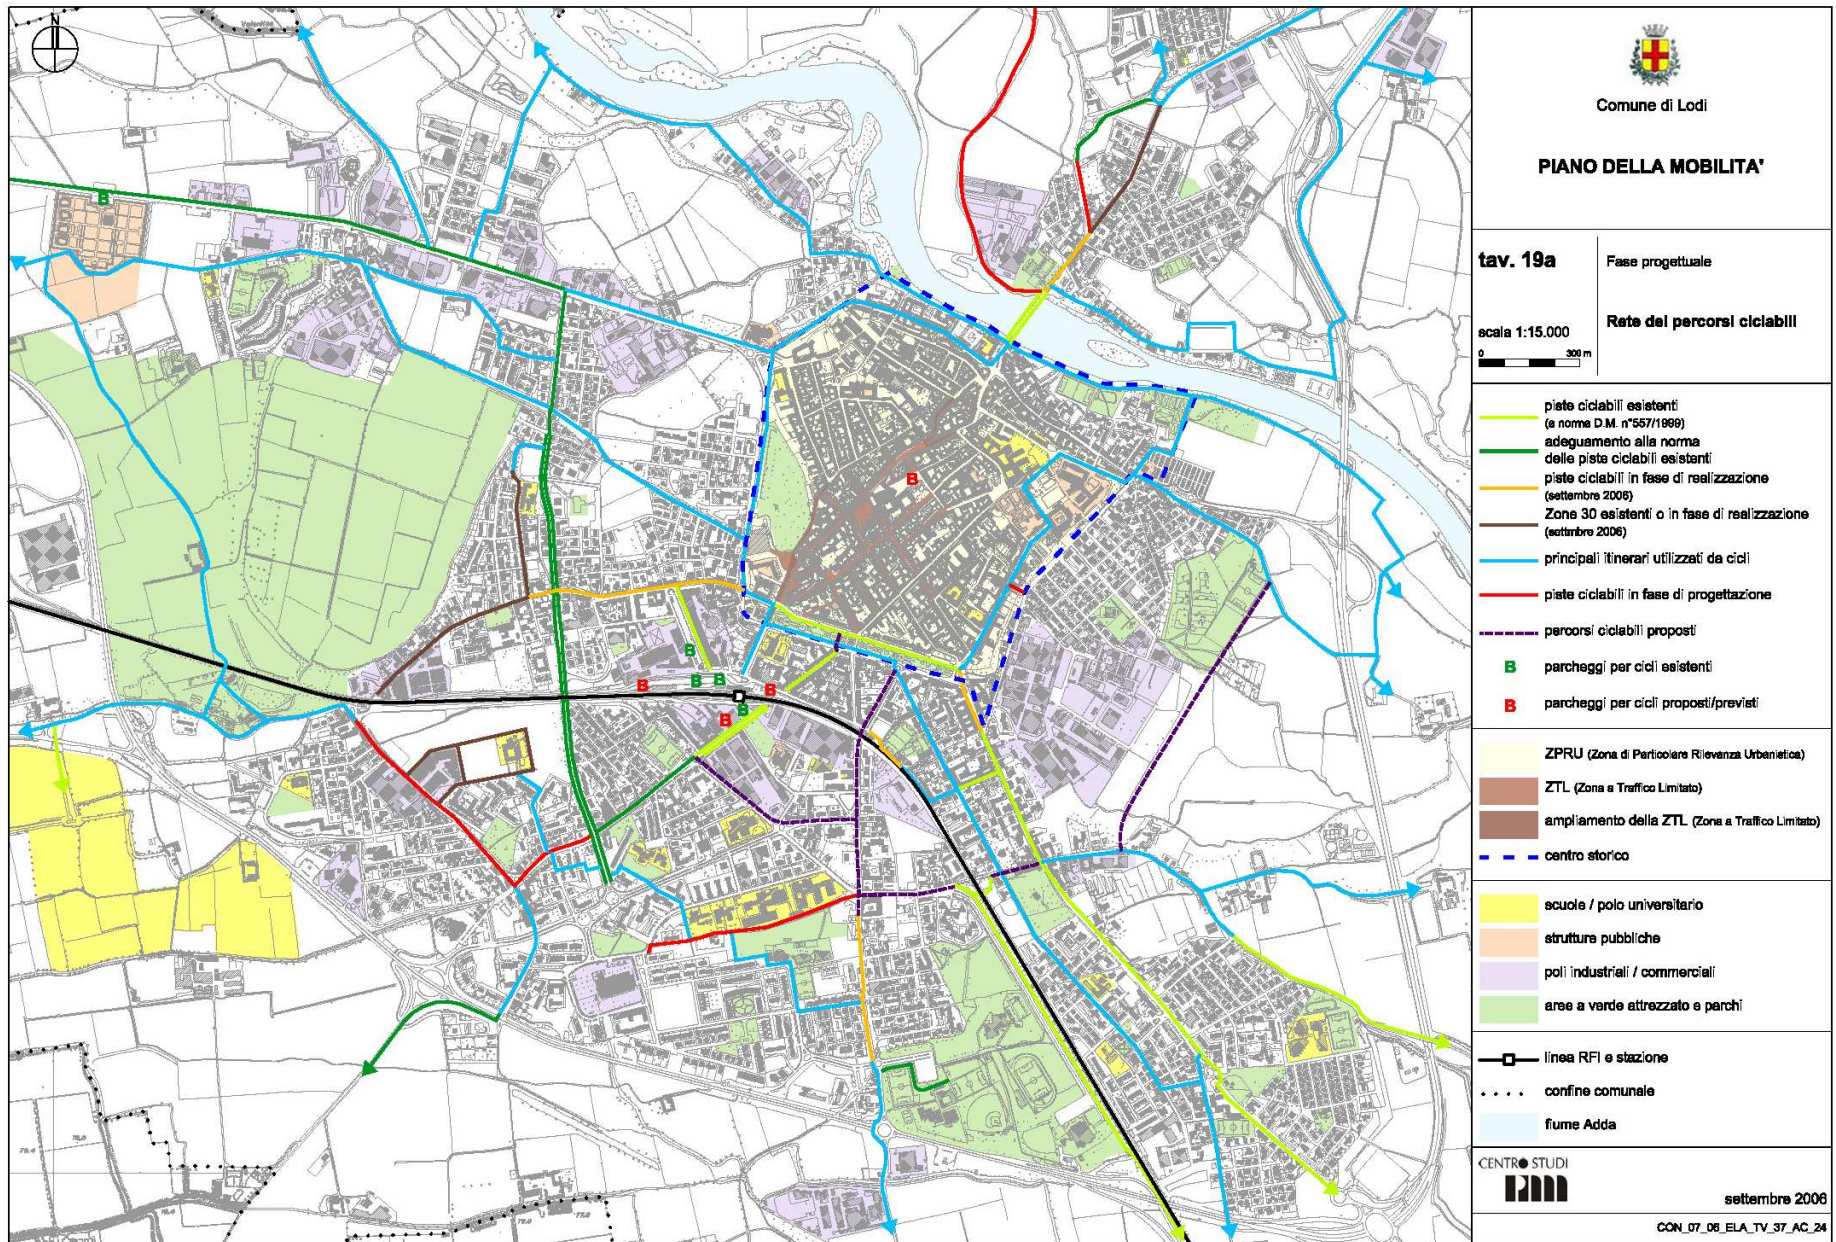 N
B
B
B
B
B
B
B
B
B
Comune di Lodi
PIANO DELLA MOBILITA'
tav. 19a
Fase progettuale
scala 1:15.000
0 300 m
Rete dei percorsi ciclabili
piste ciclabili esistenti
(a norma D.M. n°557/1999)
adeguamento alla norma
delle piste ciclabili esistenti
piste ciclabili in fase di realizzazione
(settembre 2006)
Zone 30 esistenti o in fase di realizzazione
(settmbre 2006)
principali itinerari utilizzati da cicli
piste ciclabili in fase di progettazione
percorsi ciclabili proposti
B parcheggi per cicli esistenti
B parcheggi per cicli proposti/previsti
ZPRU (Zona di Particolare Rilevanza Urbanistica)
ZTL (Zona a Traffico Limitato)
ampliamento della ZTL (Zona a Traffico Limitato)
centro storico
scuole / polo universitario
strutture pubbliche
poli industriali / commerciali
aree a verde attrezzato e parchi
linea RFI e stazione
confine comunale
fiume Adda
CENTRO STUDI
PIM
settembre 2006
CON_07_06_ELA_TV_37_AC_24